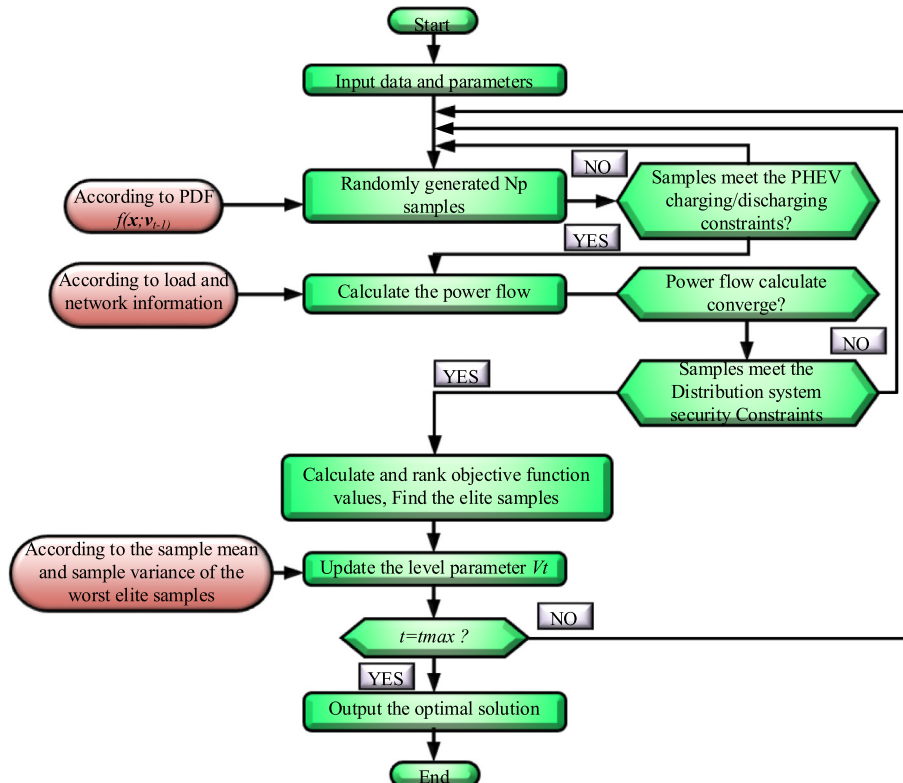 Start
Input data and parameters
NO
According to PDF
f(x;vt-1)
Randomly generated Np
samples
Samples meet the PHEV
charging/discharging
constraints?
YES
According to load and
network information
Calculate the power flow
Power flow calculate
converge?
NO
YES
Samples meet the
Distribution system
security Constraints
Calculate and rank objective function
values, Find the elite samples
According to the sample mean
and sample variance of the
worst elite samples
Update the level parameter Vt
NO
t=tmax ?
YES
Output the optimal solution
End